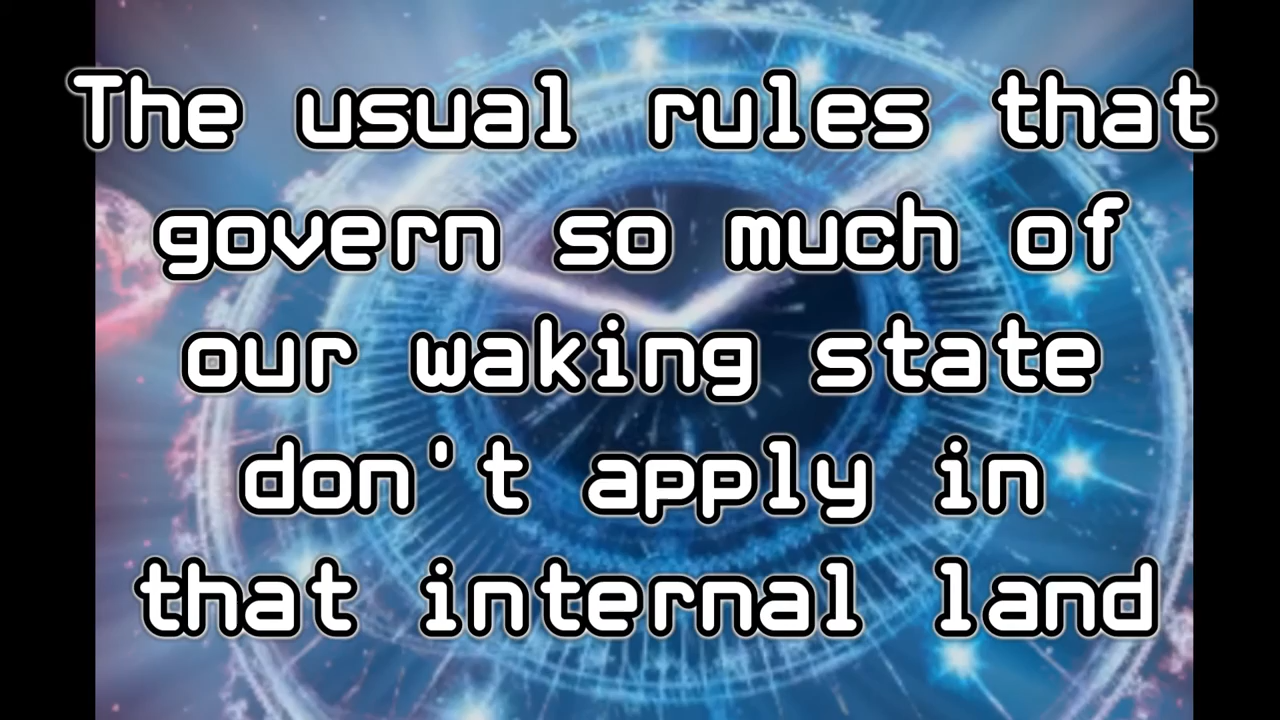 The usual rules that
govern so much of
our waking state
don't apply in
that internal land